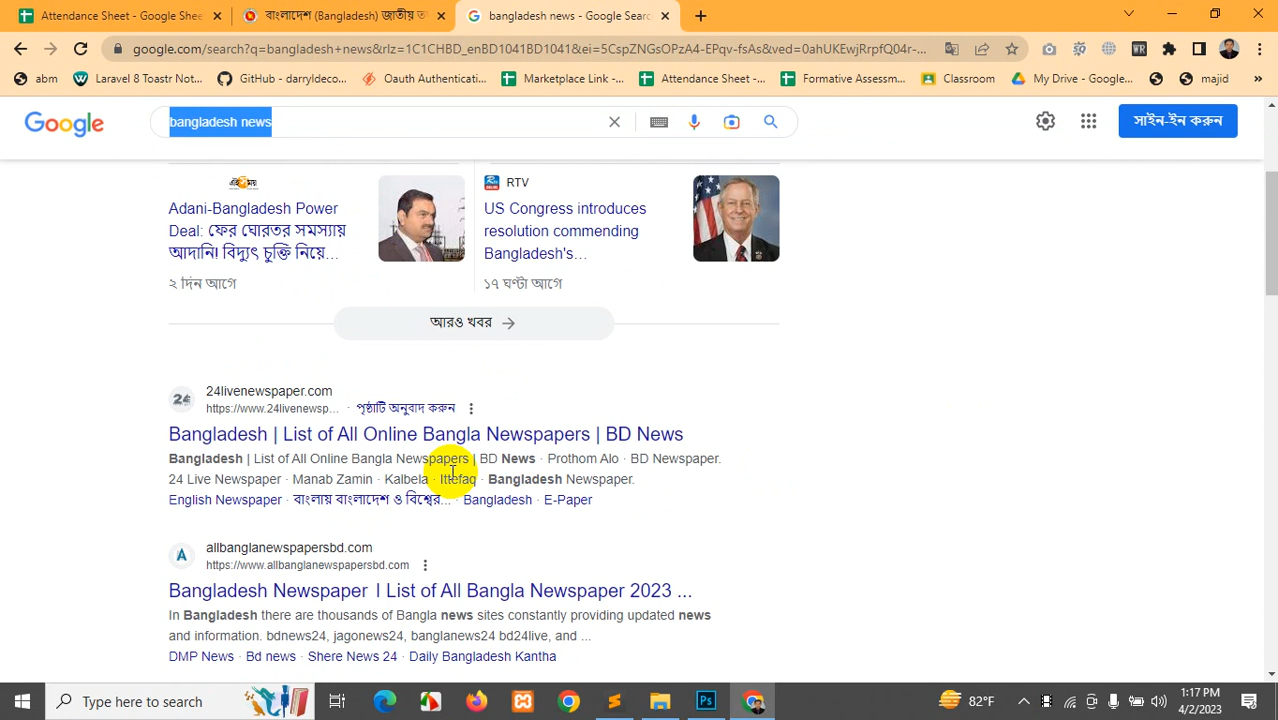 Attendance Sheet - Google Shee
বাংলাদেশ (Bangladesh) জাতীয় ত
bangladesh news - Google Searc
google.com/search?q=bangladesh+news&rlz=1C1CHBD_enBD1041BD1041&ei=5CspZNGsOPzA4-EPqv-fsAs&ved=0ahUKEwjRrpfQ04r-...
abm
Laravel 8 Toastr Not...
GitHub - darryldeco...
Oauth Authenticati...
Marketplace Link -...
Attendance Sheet -...
Formative Assessm...
Classroom
My Drive - Google...
majid
»
Google
bangladesh news
সাইন-ইন করুন
Adani-Bangladesh Power
Deal: ফের ঘোরতর সমস্যায়
আদানি! বিদ্যুৎ চুক্তি নিয়ে...
২ দিন আগে
RTV
US Congress introduces
resolution commending
Bangladesh's...
১৭ ঘণ্টা আগে
আরও খবর
24livenewspaper.com
https://www.24livenewsp... · পৃষ্ঠাটি অনুবাদ করুন
Bangladesh | List of All Online Bangla Newspapers | BD News
Bangladesh | List of All Online Bangla Newspapers | BD News · Prothom Alo · BD Newspaper.
24 Live Newspaper · Manab Zamin · Kalbela · Ittefaq · Bangladesh Newspaper.
English Newspaper · বাংলায় বাংলাদেশ ও বিশ্বের... · Bangladesh · E-Paper
allbanglanewspapersbd.com
https://www.allbanglanewspapersbd.com
Bangladesh Newspaper । List of All Bangla Newspaper 2023 ...
In Bangladesh there are thousands of Bangla news sites constantly providing updated news
and information. bdnews24, jagonews24, banglanews24 bd24live, and ...
DMP News · Bd news · Shere News 24 · Daily Bangladesh Kantha
Type here to search
82°F
1:17 PM
4/2/2023